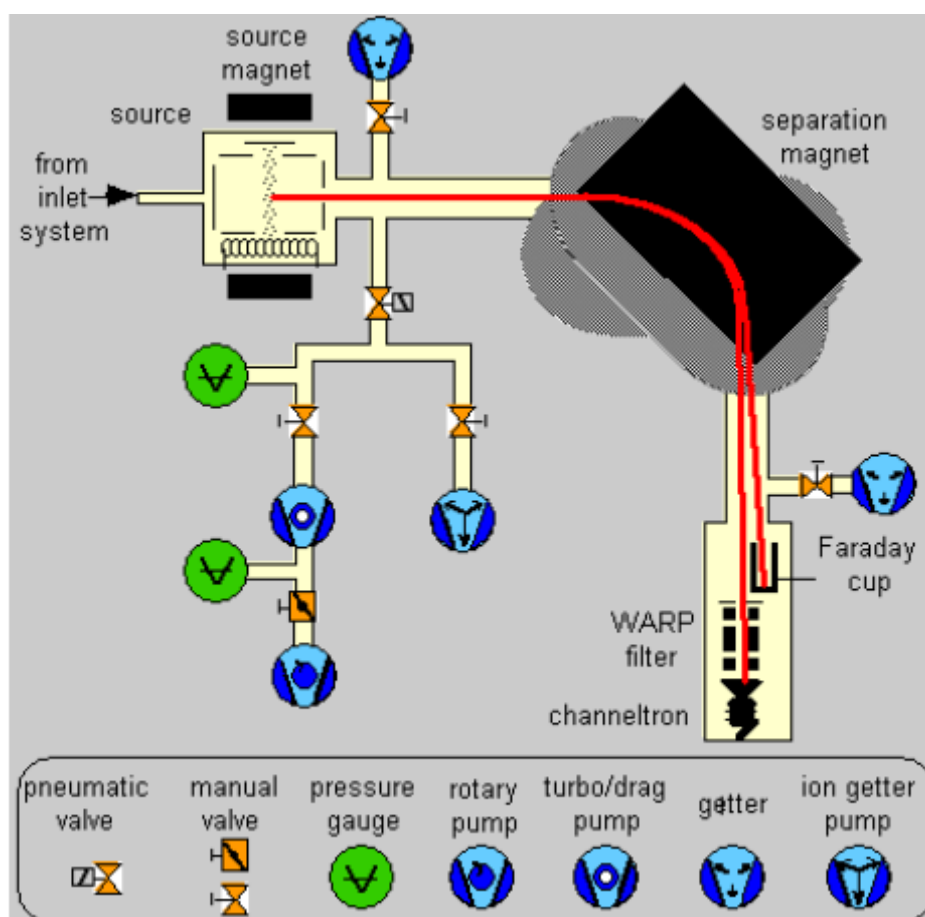 source
magnet
source
from
inlet
system
separation
magnet
Faraday
cup
WARP
filter
channeltron
pneumatic
valve
manual
valve
pressure
gauge
rotary
pump
turbo/drag
pump
getter
ion getter
pump